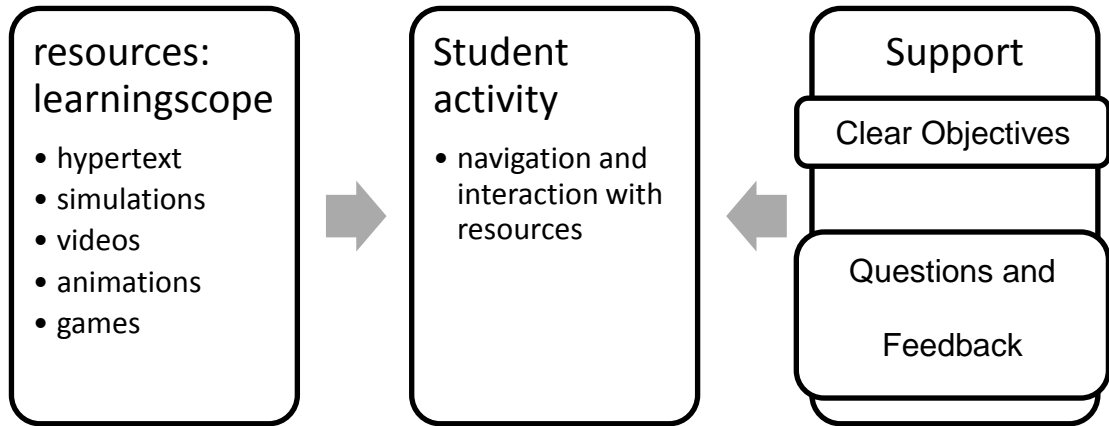 resources:
learningscope
• hypertext
• simulations
• videos
• animations
• games
Student
activity
• navigation and
interaction with
resources
Support
Clear Objectives
Questions and
Feedback